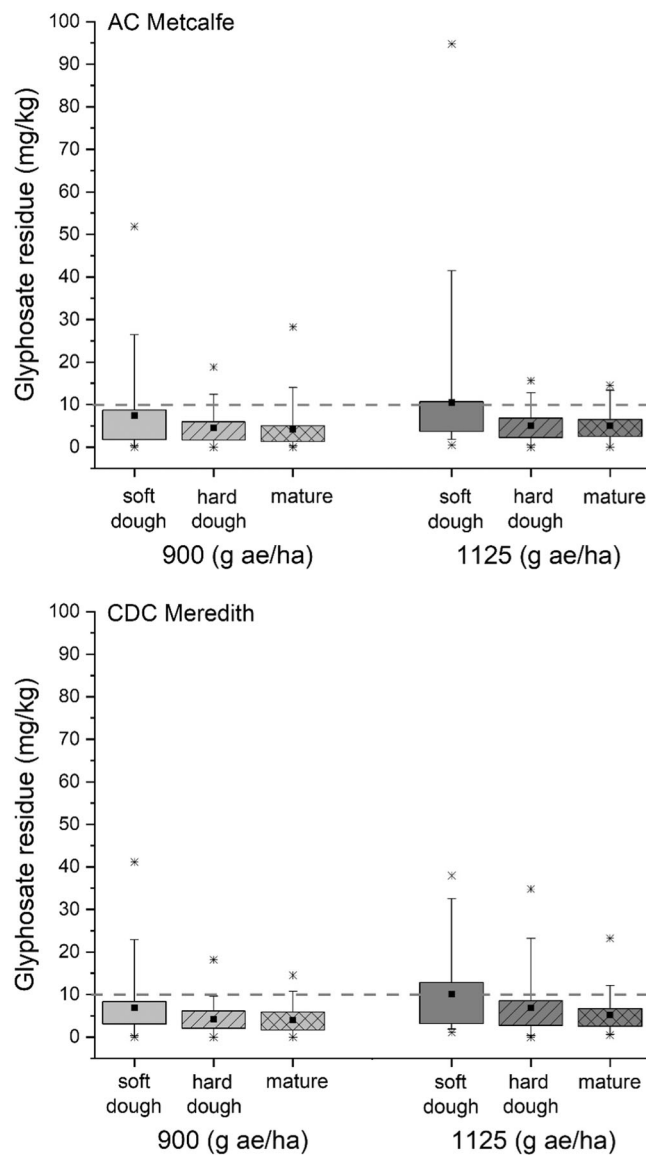 AC Metcalfe
Glyphosate residue (mg/kg)
100
90
80
70
60
50
40
30
20
10
0
soft dough
hard dough
mature
soft dough
hard dough
mature
900 (g ae/ha)
1125 (g ae/ha)
CDC Meredith
Glyphosate residue (mg/kg)
100
90
80
70
60
50
40
30
20
10
0
soft dough
hard dough
mature
soft dough
hard dough
mature
900 (g ae/ha)
1125 (g ae/ha)